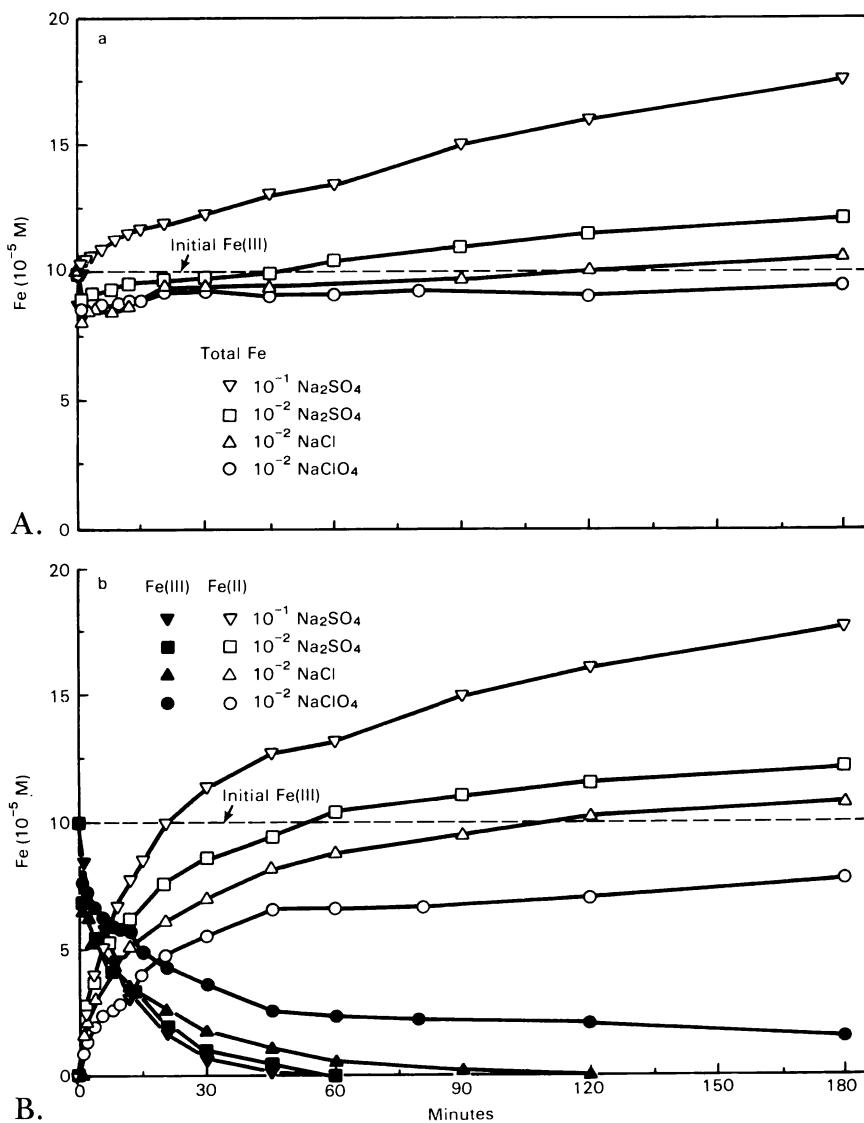 20
a
15
Fe (10⁻⁵ M)
Initial Fe(III)
10
Total Fe
10⁻¹ Na₂SO₄
10⁻² Na₂SO₄
5
10⁻² NaCl
10⁻² NaClO₄
0
A.
20
b
Fe(III) Fe(II)
10⁻¹ Na₂SO₄
10⁻² Na₂SO₄
10⁻² NaCl
15
10⁻² NaClO₄
Fe (10⁻⁵ M)
Initial Fe(III)
10
5
0
0 30 60 90 120 150 180
Minutes
B.